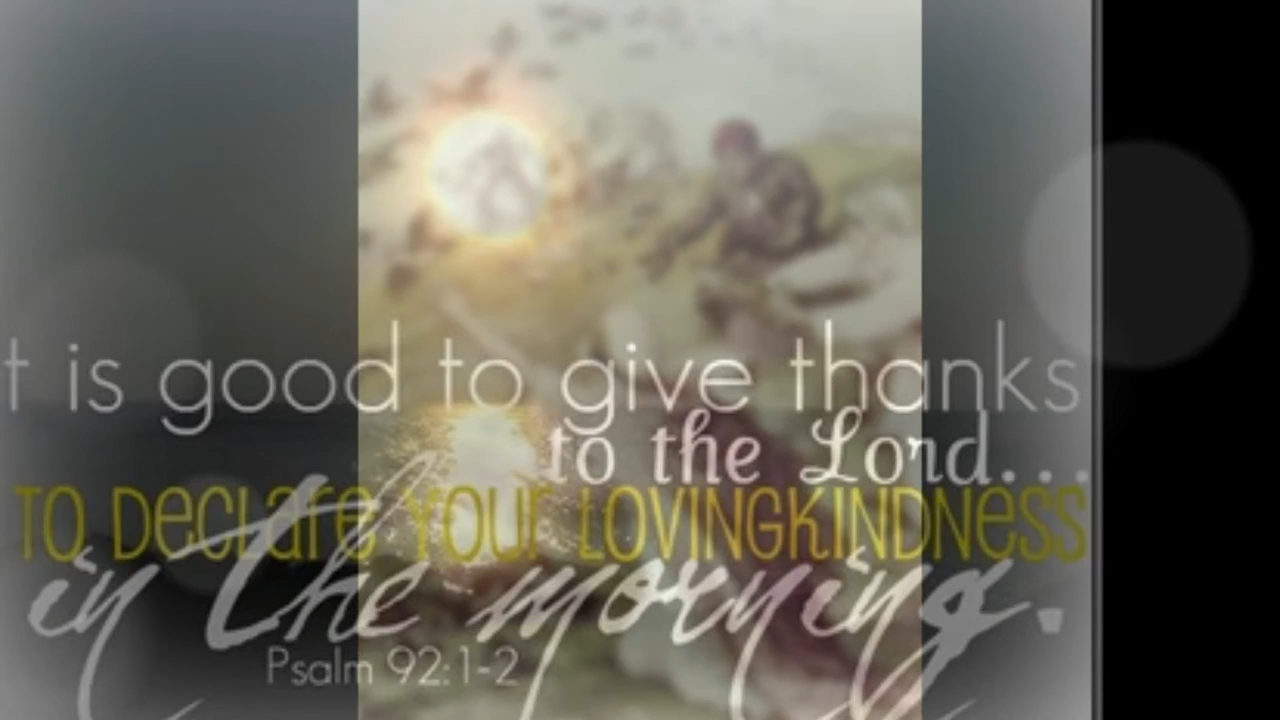 t is good to give thanks
to the Lord...
TO DecLare YOUr LOVINGKINDNess
in the morning.
Psalm 92:1-2